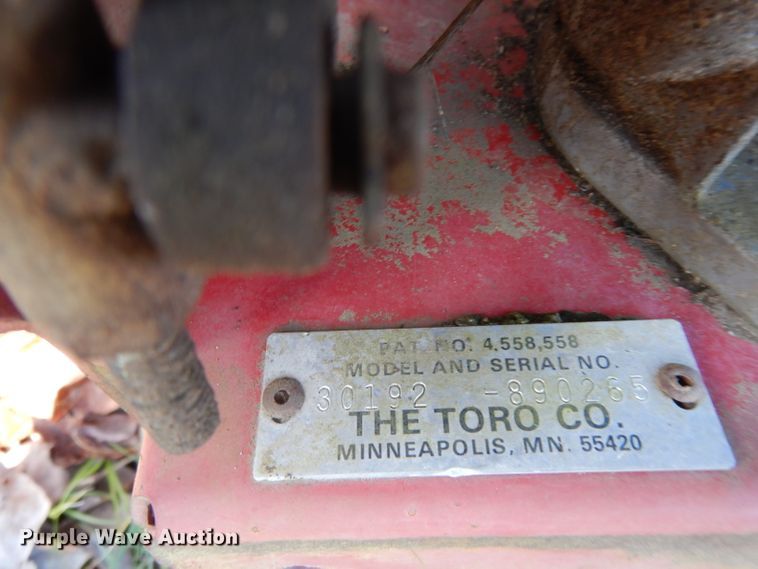 PAT. NO. 4,558,558
MODEL AND SERIAL NO.
30192 -890265
THE TORO CO.
MINNEAPOLIS, MN. 55420
Purple Wave Auction